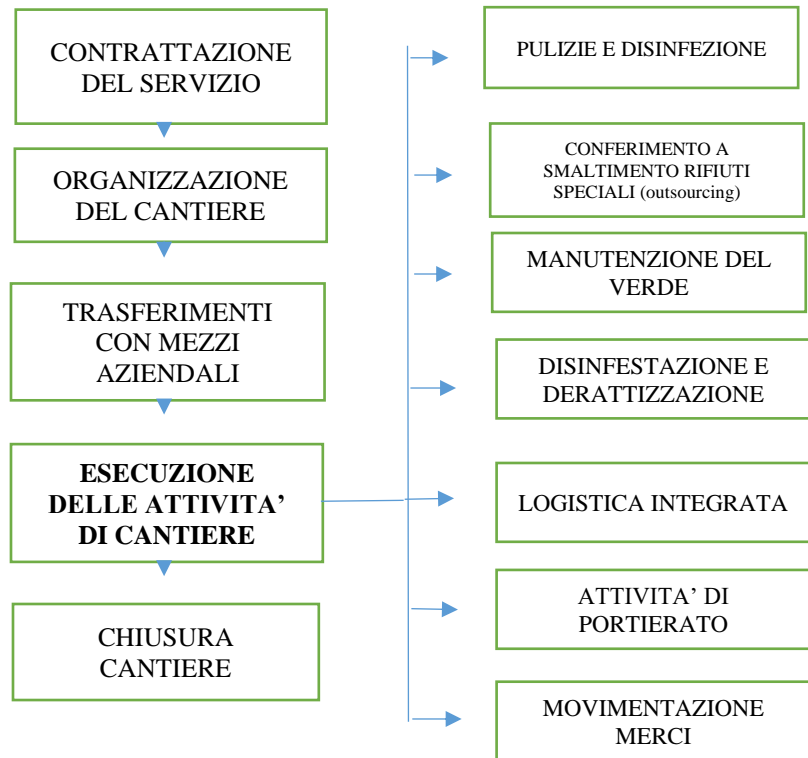 CONTRATTAZIONE
DEL SERVIZIO
ORGANIZZAZIONE
DEL CANTIERE
TRASFERIMENTI
CON MEZZI
AZIENDALI
ESECUZIONE
DELLE ATTIVITA’
DI CANTIERE
CHIUSURA
CANTIERE
PULIZIE E DISINFEZIONE
CONFERIMENTO A
SMALTIMENTO RIFIUTI
SPECIALI (outsourcing)
MANUTENZIONE DEL
VERDE
DISINFESTAZIONE E
DERATTIZZAZIONE
LOGISTICA INTEGRATA
ATTIVITA’ DI
PORTIERATO
MOVIMENTAZIONE
MERCI